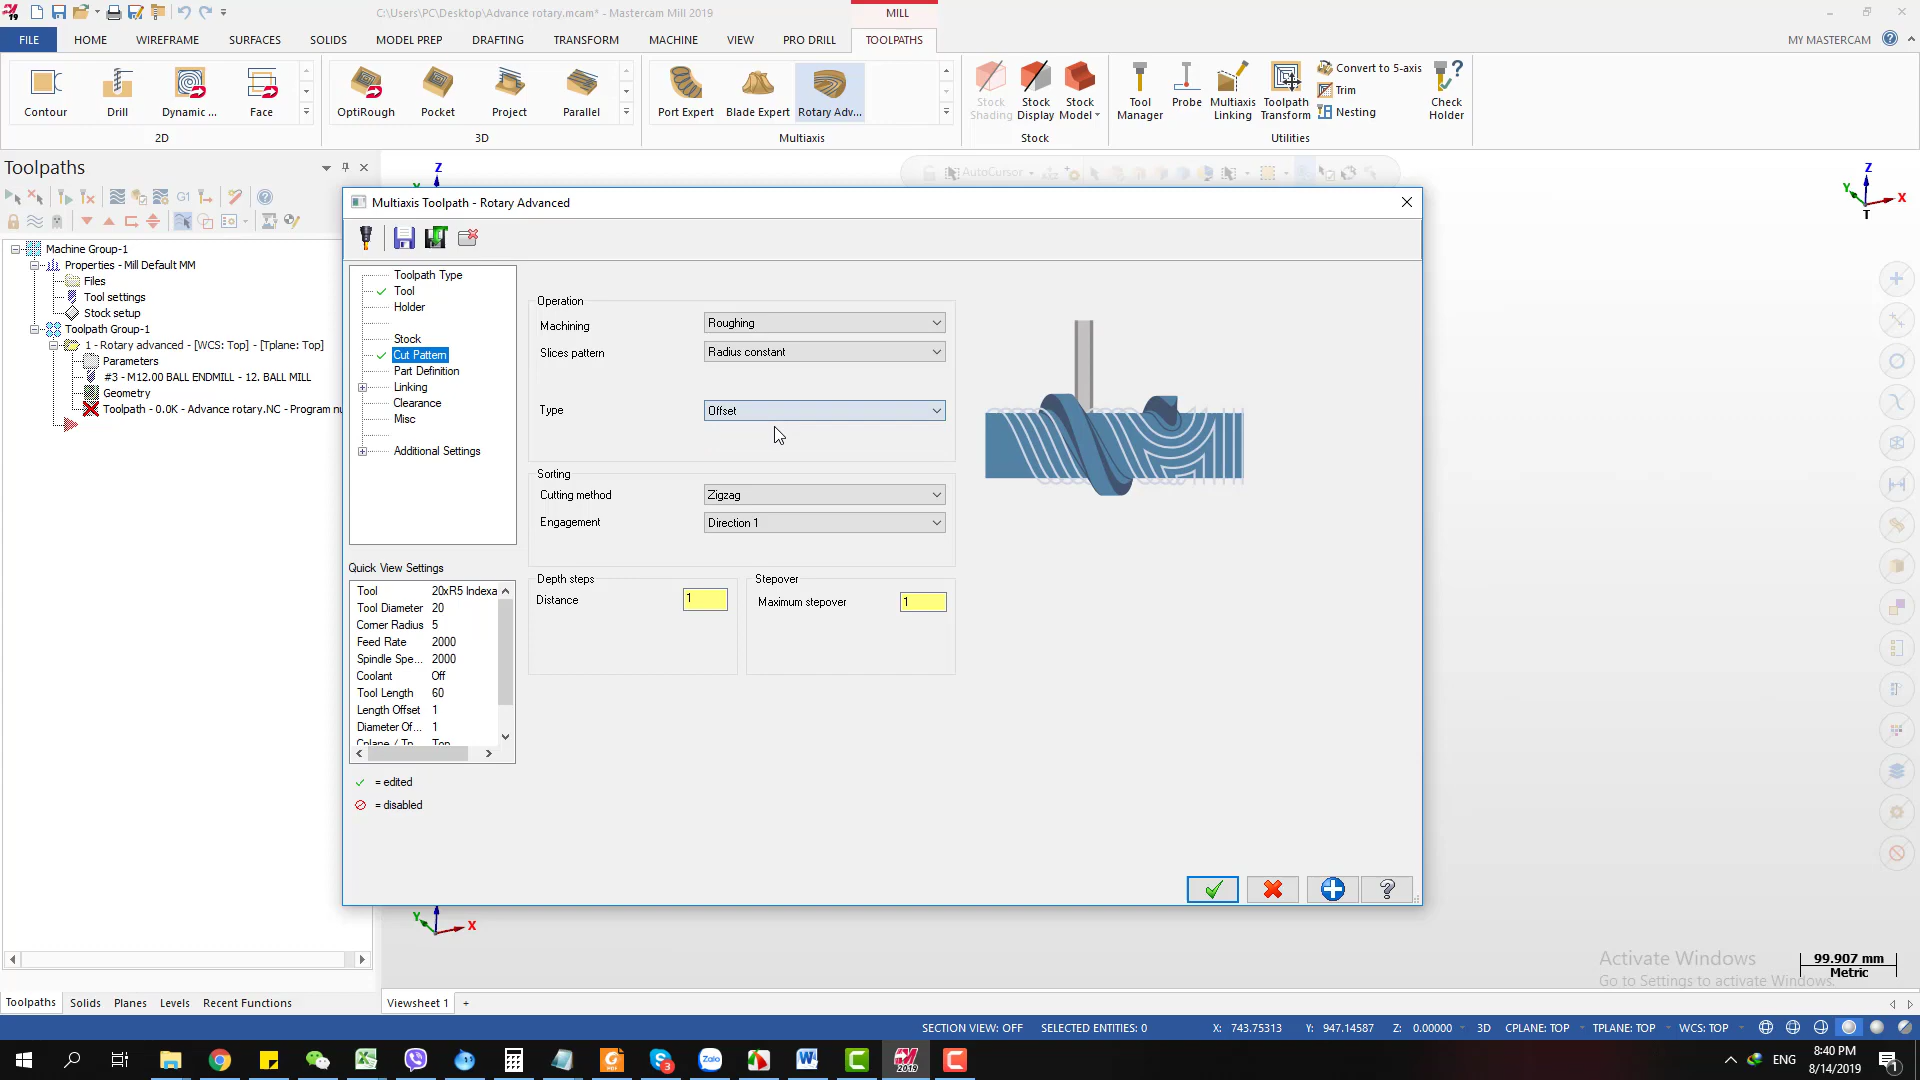 C:\Users\PC\Desktop\Advance rotary.mcam* - Mastercam Mill 2019
MILL
FILE HOME WIREFRAME SURFACES SOLIDS MODEL PREP DRAFTING TRANSFORM MACHINE VIEW PRO DRILL TOOLPATHS
MY MASTERCAM
Contour Drill Dynamic ... Face
2D
OptiRough Pocket Project Parallel
3D
Port Expert Blade Expert Rotary Adv...
Multiaxis
Stock Shading Stock Display Stock Model
Stock
Tool Manager Probe Multiaxis Linking Toolpath Transform
Convert to 5-axis
Trim
Nesting
Check Holder
Utilities
Toolpaths
AutoCursor
G1
Machine Group-1
Properties - Mill Default MM
Files
Tool settings
Stock setup
Toolpath Group-1
1 - Rotary advanced - [WCS: Top] - [Tplane: Top]
Parameters
#3 - M12.00 BALL ENDMILL - 12. BALL MILL
Geometry
Toolpath - 0.0K - Advance rotary.NC - Program nu
Multiaxis Toolpath - Rotary Advanced
Toolpath Type
Tool
Holder
Stock
Cut Pattern
Part Definition
Linking
Clearance
Misc
Additional Settings
Operation
Machining Roughing
Slices pattern Radius constant
Type Offset
Sorting
Cutting method Zigzag
Engagement Direction 1
Depth steps
Distance 1
Stepover
Maximum stepover 1
Quick View Settings
Tool 20xR5 Indexa
Tool Diameter 20
Corner Radius 5
Feed Rate 2000
Spindle Spe... 2000
Coolant Off
Tool Length 60
Length Offset 1
Diameter Of... 1
Cplane / Tp... Top
= edited
= disabled
Z
Y
X
T
Y
X
Z
Activate Windows
Go to Settings to activate Windows.
99.907 mm
Metric
Toolpaths Solids Planes Levels Recent Functions
Viewsheet 1 +
SECTION VIEW: OFF SELECTED ENTITIES: 0 X: 743.75313 Y: 947.14587 Z: 0.00000 3D CPLANE: TOP TPLANE: TOP WCS: TOP
ENG
8:40 PM
8/14/2019